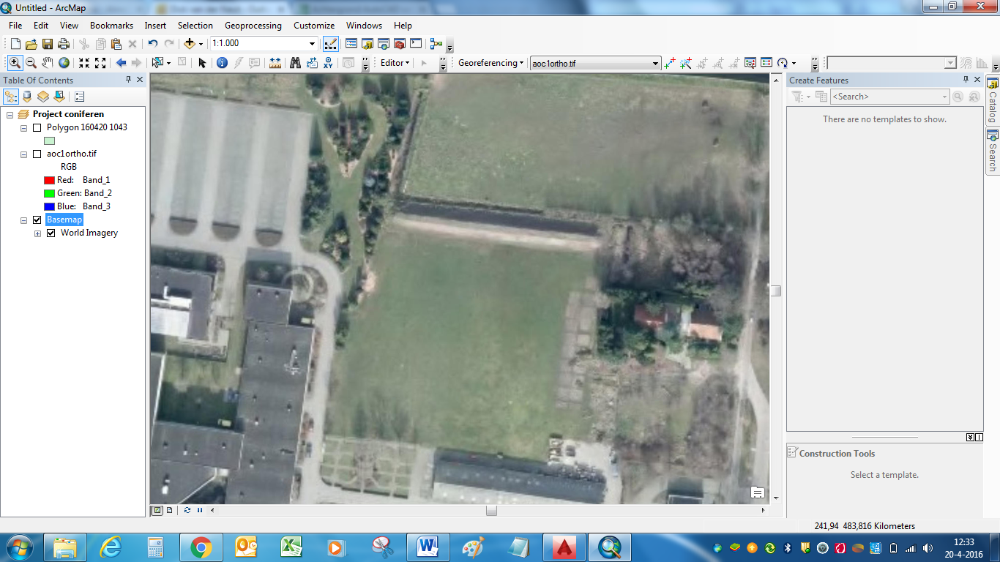 Untitled - ArcMap
File Edit View Bookmarks Insert Selection Geoprocessing Customize Windows Help
1:1.000
Editor Georeferencing aoc1ortho.tif
Table Of Contents
Create Features
<Search>
There are no templates to show.
Catalog
Search
Project coniferen
Polygon 160420 1043
aoc1ortho.tif
RGB
Red: Band_1
Green: Band_2
Blue: Band_3
Basemap
World Imagery
Construction Tools
Select a template.
241,94 483,816 Kilometers
12:33
20-4-2016